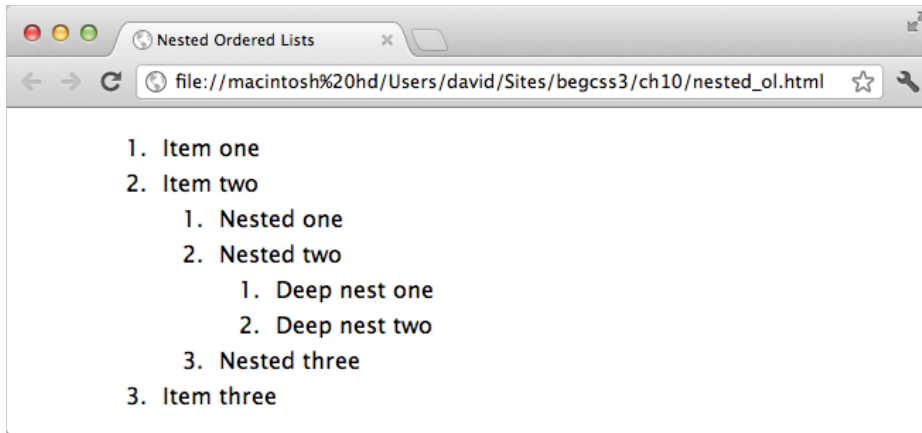 Nested Ordered Lists
file://macintosh%20hd/Users/david/Sites/begcss3/ch10/nested_ol.html
1. Item one
2. Item two
1. Nested one
2. Nested two
1. Deep nest one
2. Deep nest two
3. Nested three
3. Item three